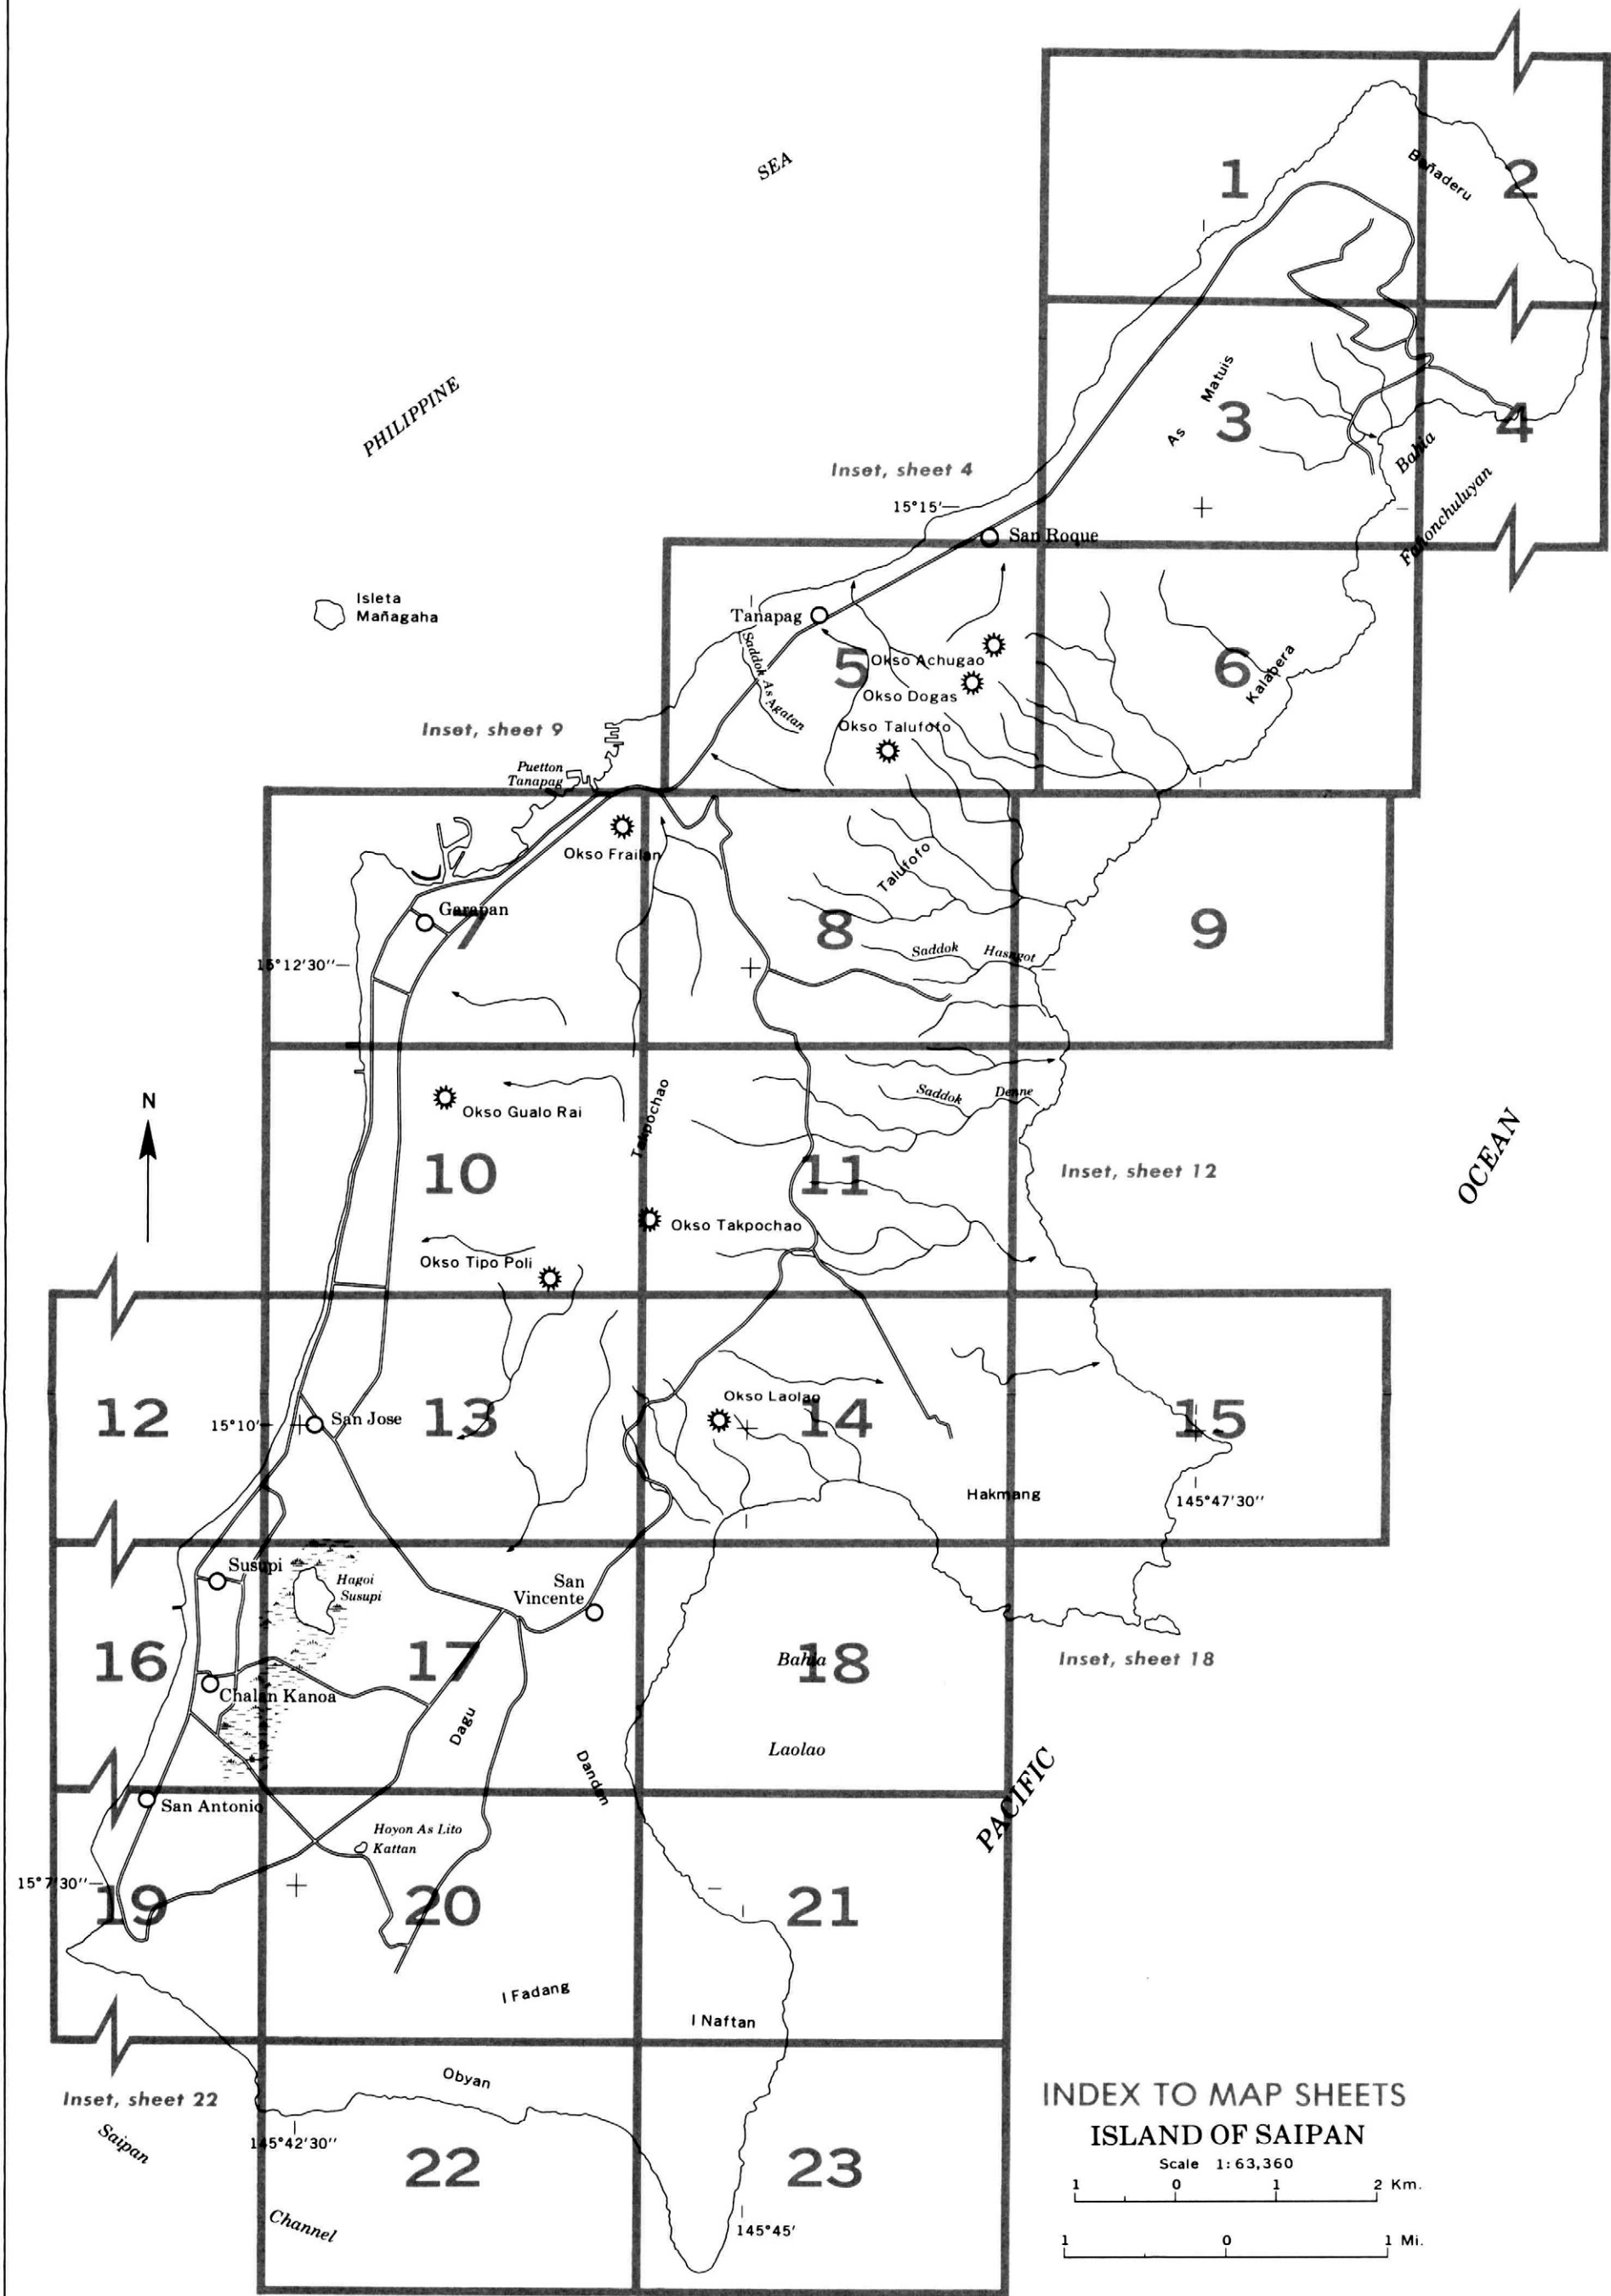 1
2
Bañaderu
SEA
PHILIPPINE
As Matuis
3
4
Bahia
Fanonchuluyan
Inset, sheet 4
15°15'
San Roque
Isleta
Mañagaha
Tanapag
Saddok As Agatan
5
Okso Achugao
Okso Dogas
Okso Talufofo
6
Kalabera
Inset, sheet 9
Puetton
Tanapag
Okso Frailan
Talufofo
Garapan
7
8
9
Saddok Hasngot
15°12'30"
N
Okso Gualo Rai
Takpochao
Saddok Denne
10
11
Inset, sheet 12
OCEAN
Okso Takpochao
Okso Tipo Poli
12
15°10'
San Jose
13
Okso Laolao
14
15
Hakmang
145°47'30"
Susupi
Hagoi
Susupi
San
Vincente
16
17
Bahia
18
Inset, sheet 18
Chalan Kanoa
Dagu
Laolao
Dandan
PACIFIC
San Antonio
Hoyon As Lito
Kattan
15°7'30"
19
20
21
I Fadang
I Naftan
Obyan
Inset, sheet 22
Saipan
145°42'30"
22
23
Channel
145°45'
INDEX TO MAP SHEETS
ISLAND OF SAIPAN
Scale 1:63,360
1 0 1 2 Km.
1 0 1 Mi.